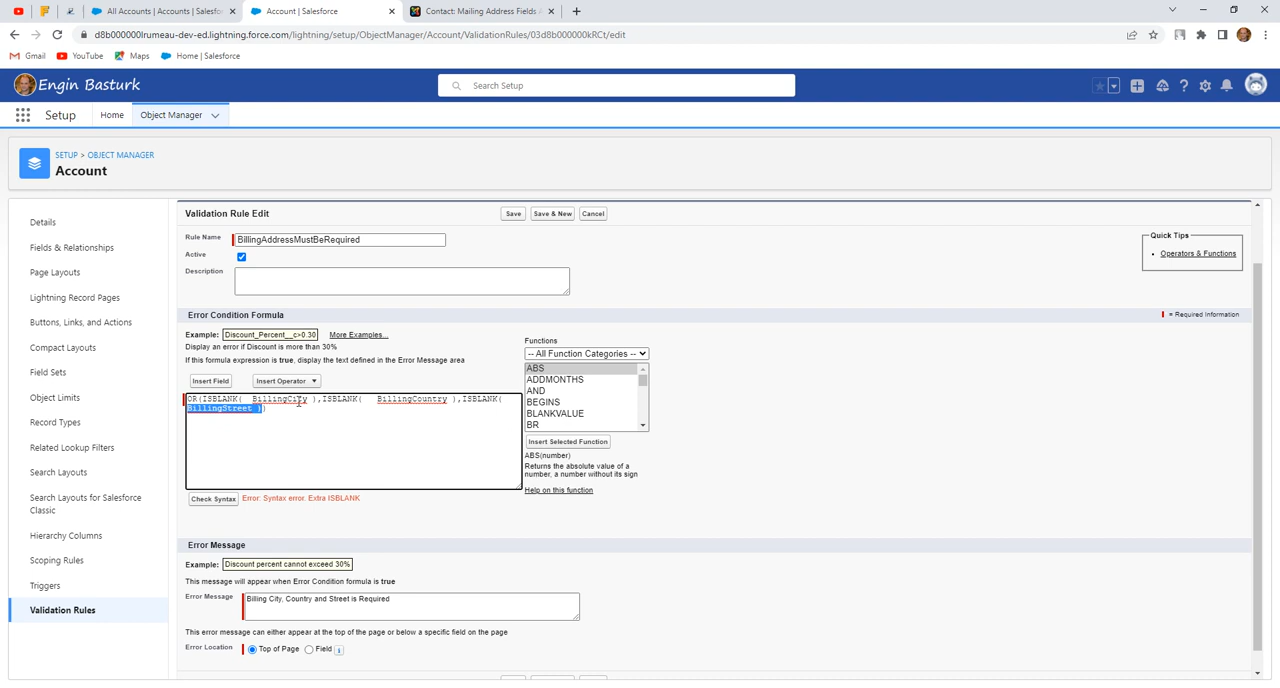 All Accounts | Accounts | Salesfo
Account | Salesforce
Contact: Mailing Address Fields A
d8b000000lrumeau-dev-ed.lightning.force.com/lightning/setup/ObjectManager/Account/ValidationRules/03d8b000000kRCt/edit
Gmail
YouTube
Maps
Home | Salesforce
Engin Basturk
Search Setup
Setup
Home
Object Manager
SETUP > OBJECT MANAGER
Account
Details
Fields & Relationships
Page Layouts
Lightning Record Pages
Buttons, Links, and Actions
Compact Layouts
Field Sets
Object Limits
Record Types
Related Lookup Filters
Search Layouts
Search Layouts for Salesforce
Classic
Hierarchy Columns
Scoping Rules
Triggers
Validation Rules
Validation Rule Edit
Save
Save & New
Cancel
Rule Name
BillingAddressMustBeRequired
Active
Description
Quick Tips
• Operators & Functions
Error Condition Formula
= Required Information
Example: Discount_Percent__c>0.30 More Examples...
Display an error if Discount is more than 30%
If this formula expression is true, display the text defined in the Error Message area
Insert Field
Insert Operator
OR(ISBLANK( BillingCity ),ISBLANK( BillingCountry ),ISBLANK(
BillingStreet ))
Functions
-- All Function Categories --
ABS
ADDMONTHS
AND
BEGINS
BLANKVALUE
BR
Insert Selected Function
ABS(number)
Returns the absolute value of a
number, a number without its sign
Help on this function
Check Syntax
Error: Syntax error. Extra ISBLANK
Error Message
Example: Discount percent cannot exceed 30%
This message will appear when Error Condition formula is true
Error Message
Billing City, Country and Street is Required
This error message can either appear at the top of the page or below a specific field on the page
Error Location
Top of Page
Field
i